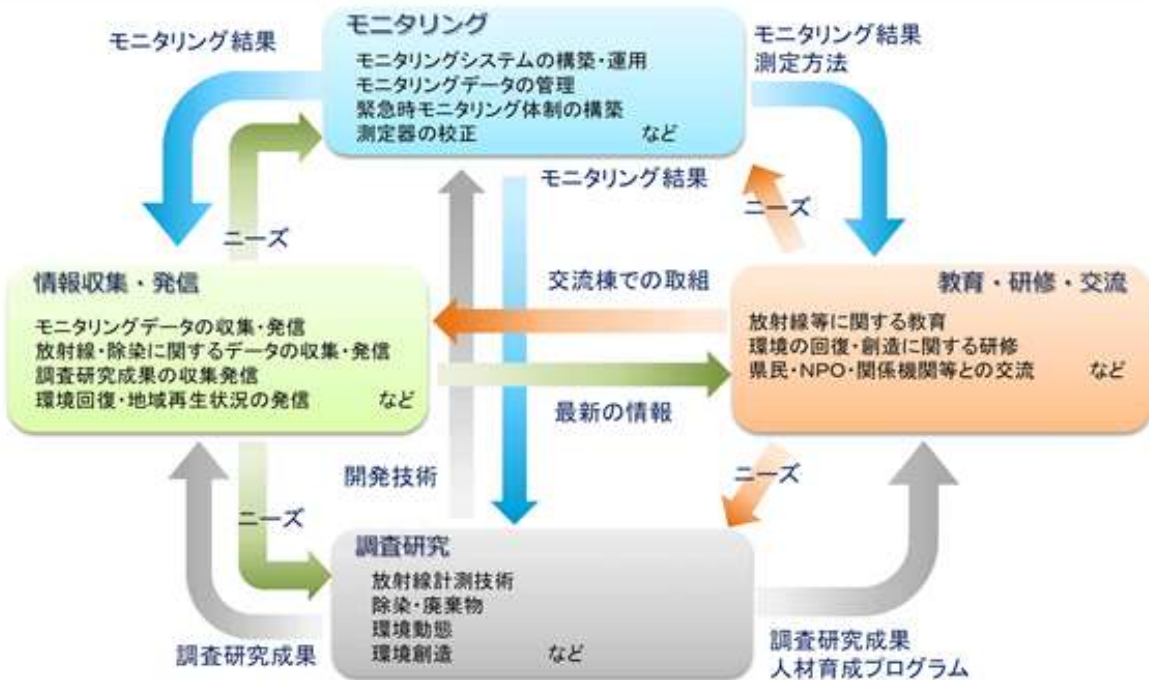 モニタリング
モニタリングシステムの構築・運用
モニタリングデータの管理
緊急時モニタリング体制の構築
測定器の校正 など
モニタリング結果
モニタリング結果
測定方法
モニタリング結果
ニーズ
ニーズ
情報収集・発信
モニタリングデータの収集・発信
放射線・除染に関するデータの収集・発信
調査研究成果の収集発信
環境回復・地域再生状況の発信 など
交流棟での取組
最新の情報
教育・研修・交流
放射線等に関する教育
環境の回復・創造に関する研修
県民・NPO・関係機関等との交流 など
開発技術
ニーズ
ニーズ
調査研究
放射線計測技術
除染・廃棄物
環境動態
環境創造 など
調査研究成果
調査研究成果
人材育成プログラム